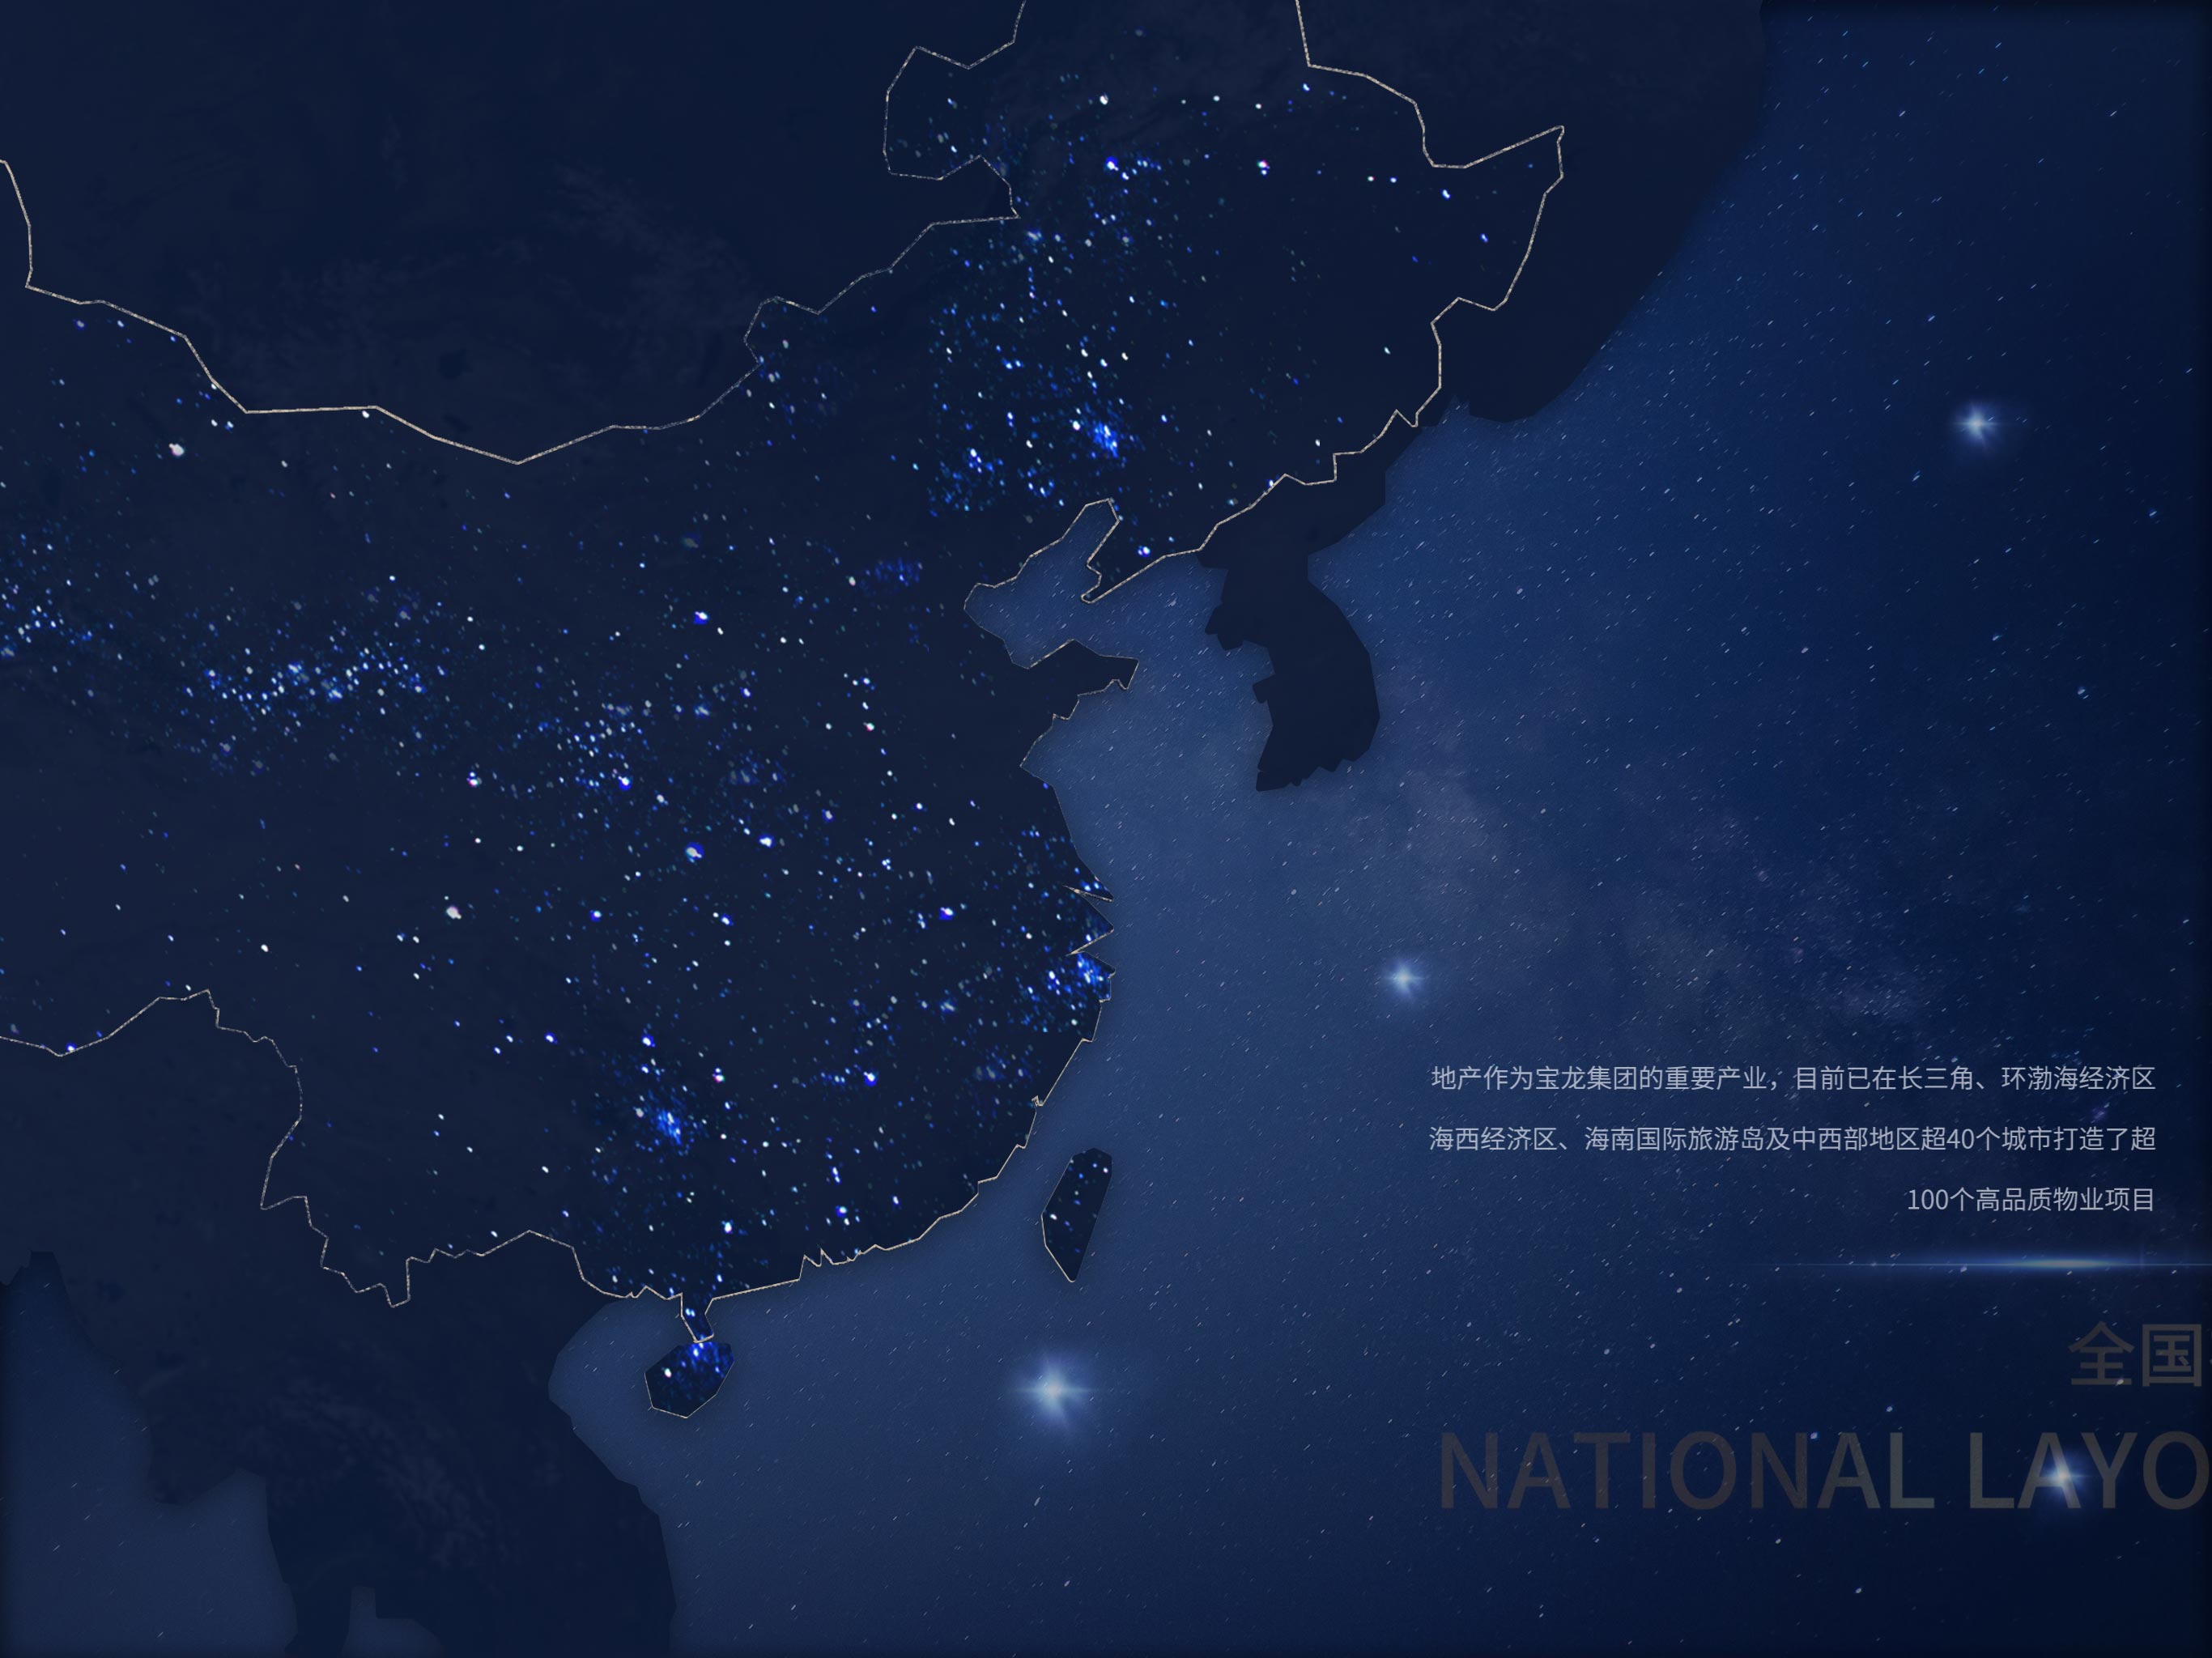 地产作为宝龙集团的重要产业，目前已在长三角、环渤海经济区
海西经济区、海南国际旅游岛及中西部地区超40个城市打造了超
100个高品质物业项目
全国
NATIONAL LAYO